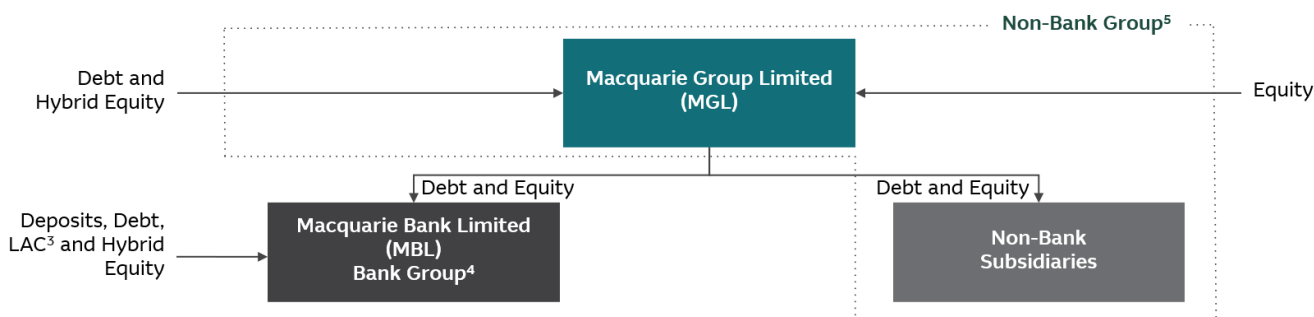 Non-Bank Group⁵
Debt and
Hybrid Equity
Macquarie Group Limited
(MGL)
Equity
Debt and Equity
Debt and Equity
Deposits, Debt,
LAC³ and Hybrid
Equity
Macquarie Bank Limited
(MBL)
Bank Group⁴
Non-Bank
Subsidiaries